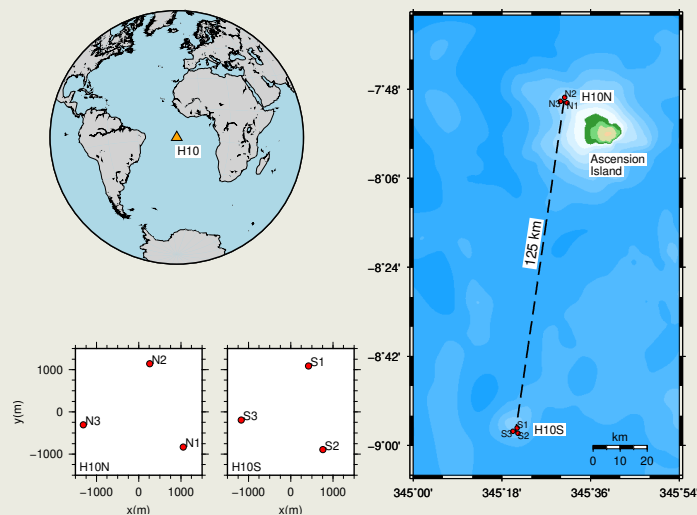 H10
N2
N3 N1
H10N
Ascension
Island
125 km
S1
S3 S2
H10S
km
0 10 20
-7°48'
-8°06'
-8°24'
-8°42'
-9°00'
345°00' 345°18' 345°36' 345°54'
y(m)
1000
0
-1000
N2
N3
N1
H10N
-1000 0 1000
x(m)
S1
S3
S2
H10S
-1000 0 1000
x(m)